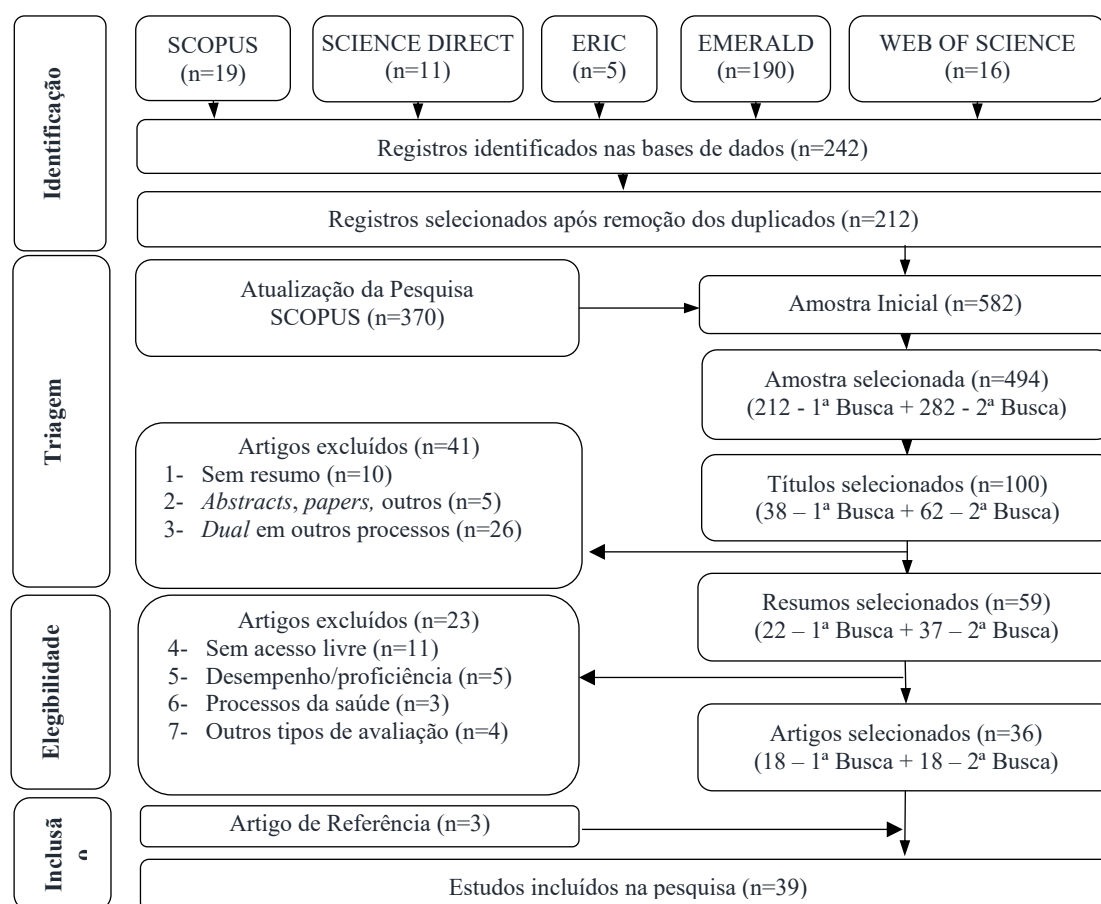 Identificação
SCOPUS
(n=19)
SCIENCE DIRECT
(n=11)
ERIC
(n=5)
EMERALD
(n=190)
WEB OF SCIENCE
(n=16)
Registros identificados nas bases de dados (n=242)
Registros selecionados após remoção dos duplicados (n=212)
Triagem
Atualização da Pesquisa
SCOPUS (n=370)
Amostra Inicial (n=582)
Amostra selecionada (n=494)
(212 - 1ª Busca + 282 - 2ª Busca)
Títulos selecionados (n=100)
(38 – 1ª Busca + 62 – 2ª Busca)
Artigos excluídos (n=41)
1- Sem resumo (n=10)
2- Abstracts, papers, outros (n=5)
3- Dual em outros processos (n=26)
Elegibilidade
Resumos selecionados (n=59)
(22 – 1ª Busca + 37 – 2ª Busca)
Artigos excluídos (n=23)
4- Sem acesso livre (n=11)
5- Desempenho/proficiência (n=5)
6- Processos da saúde (n=3)
7- Outros tipos de avaliação (n=4)
Artigos selecionados (n=36)
(18 – 1ª Busca + 18 – 2ª Busca)
Inclusã
o
Artigo de Referência (n=3)
Estudos incluídos na pesquisa (n=39)